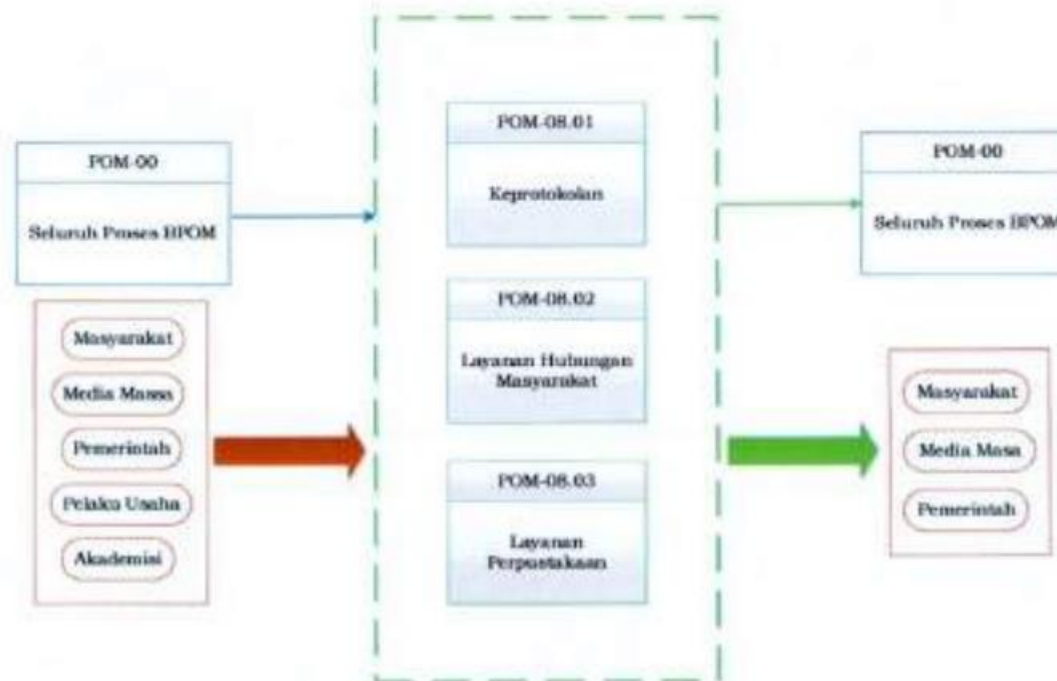 POM-00
Seluruh Proses BPOM
Masyarakat
Media Massa
Pemerintah
Pelaku Usaha
Akademisi
POM-08.01
Keprotokolan
POM-08.02
Layanan Hubungan
Masyarakat
POM-08.03
Layanan
Perpustakaan
POM-00
Seluruh Proses BPOM
Masyarakat
Media Masa
Pemerintah